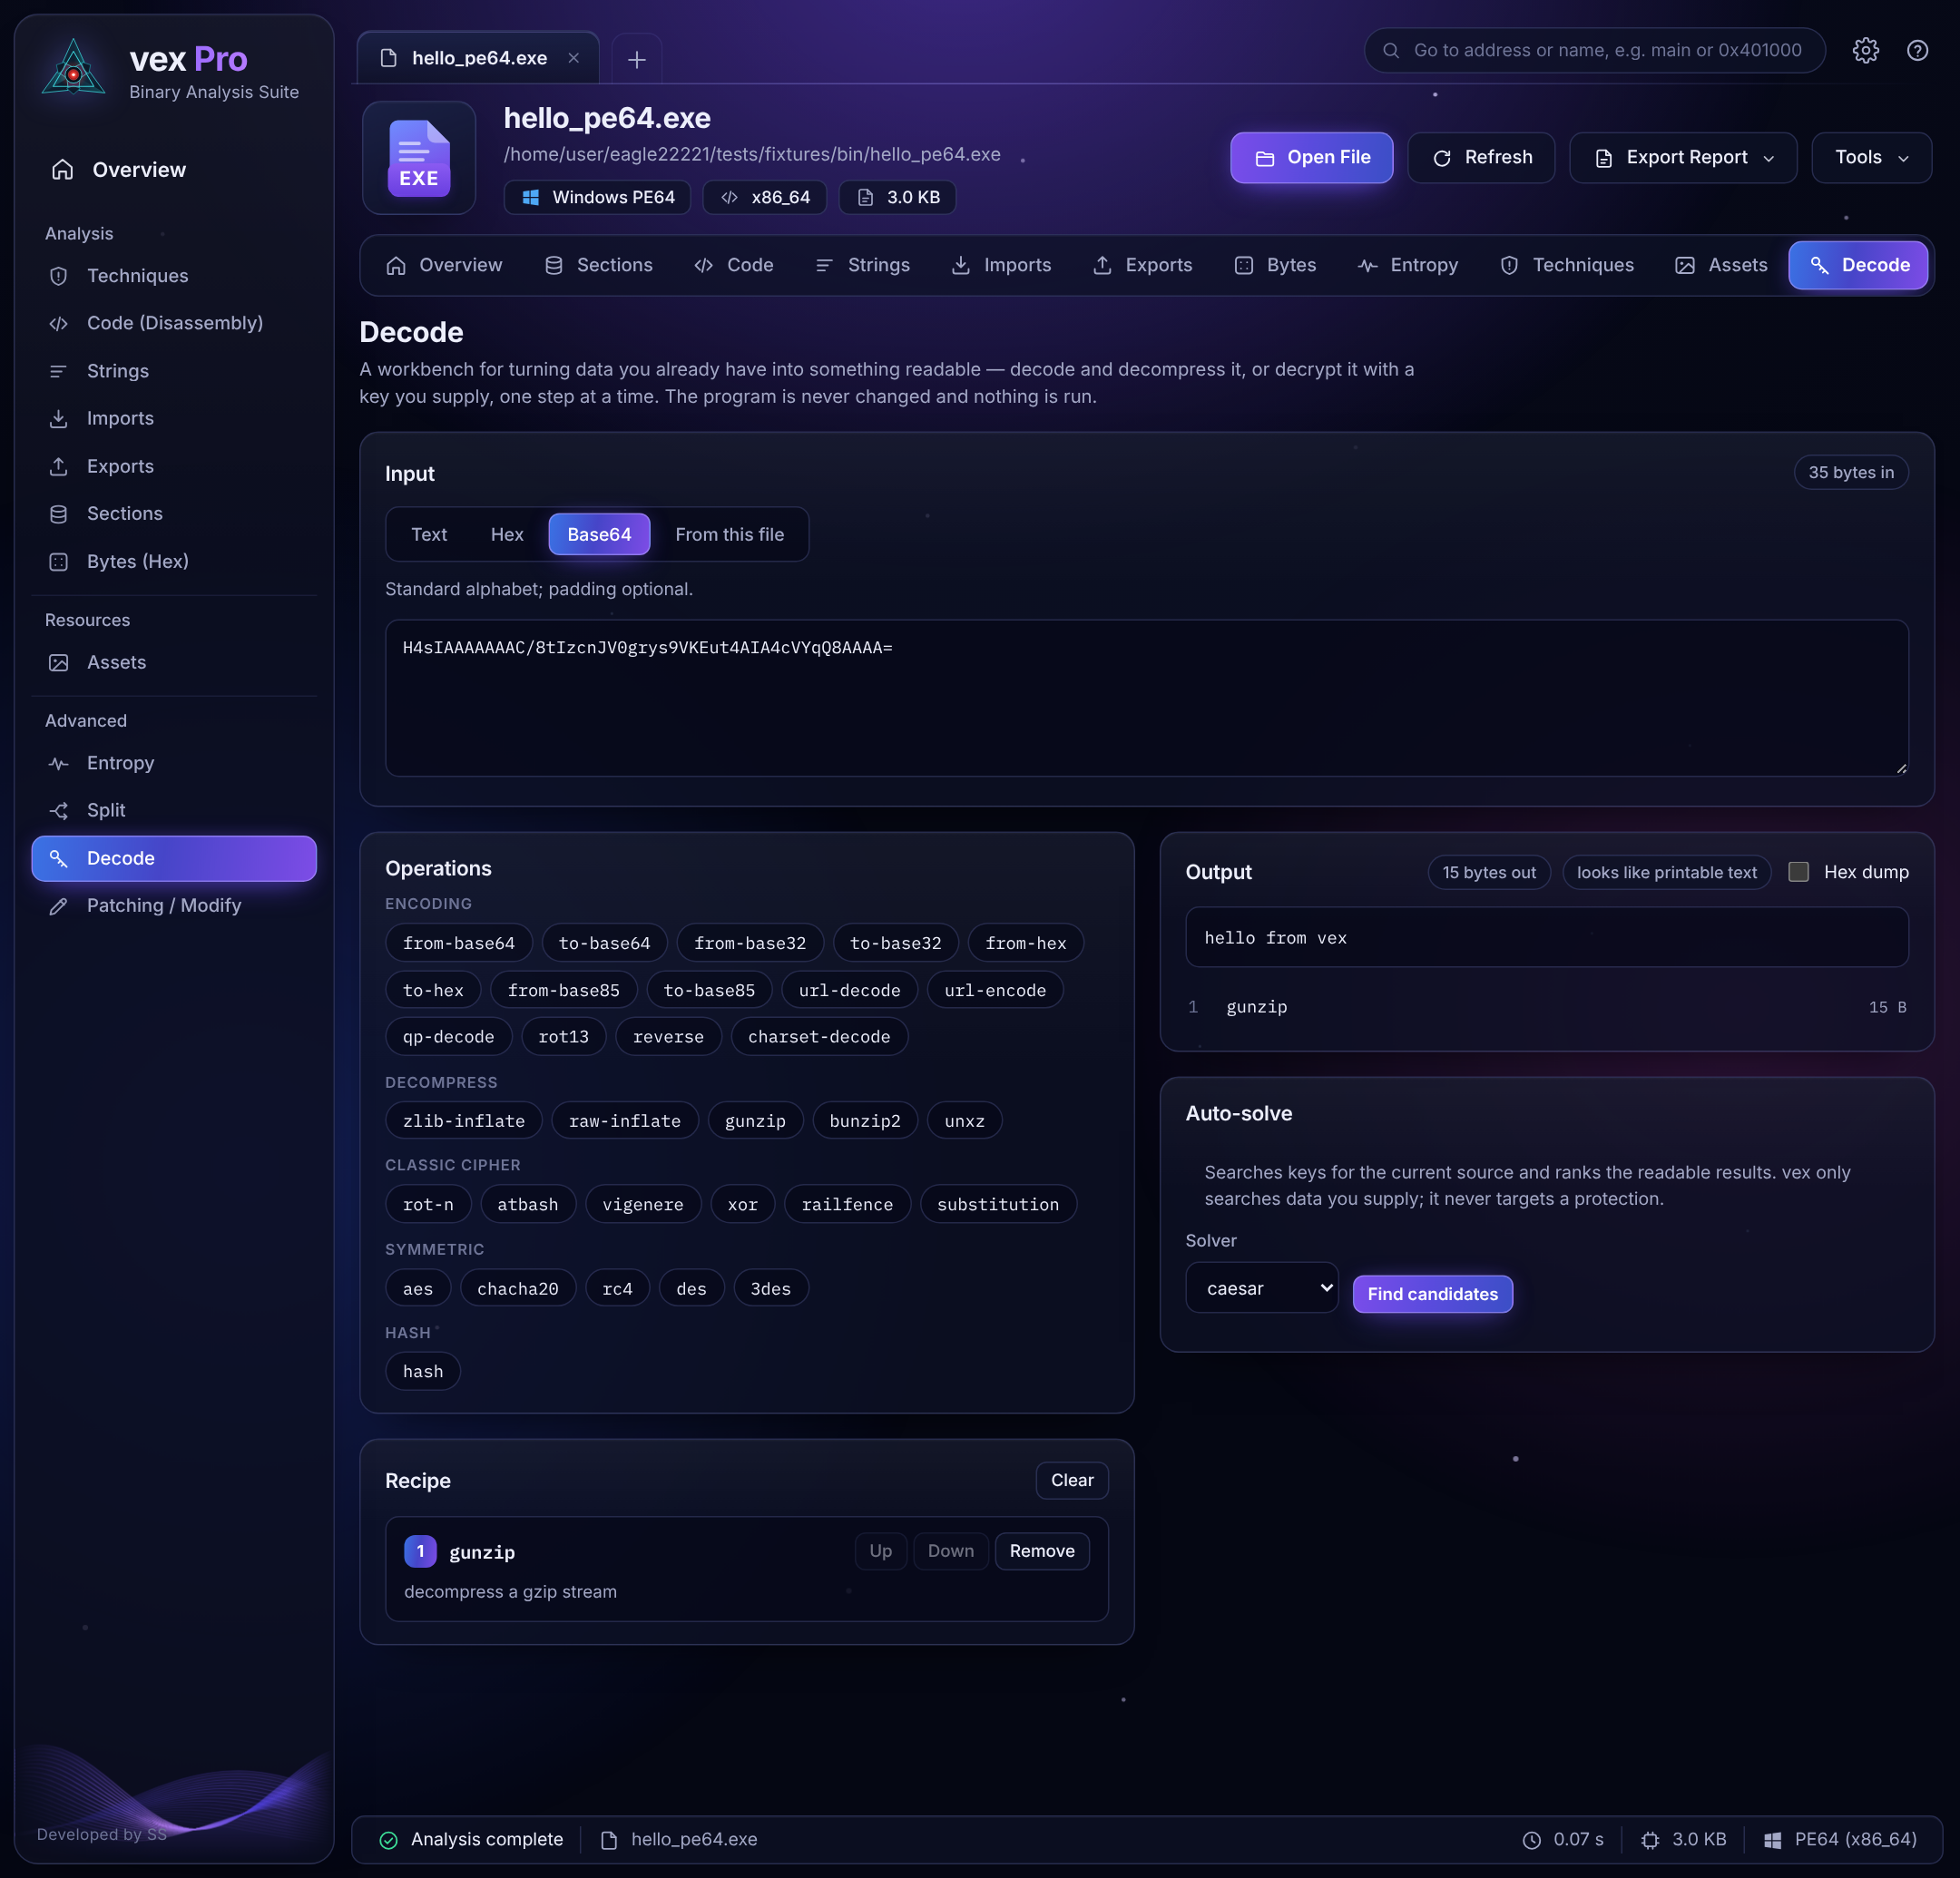 vex Pro
Binary Analysis Suite
Overview
Analysis
Techniques
Code (Disassembly)
Strings
Imports
Exports
Sections
Bytes (Hex)
Resources
Assets
Advanced
Entropy
Split
Decode
Patching / Modify
Developed by SS
hello_pe64.exe
Go to address or name, e.g. main or 0x401000
EXE
hello_pe64.exe
/home/user/eagle22221/tests/fixtures/bin/hello_pe64.exe
Windows PE64 x86_64 3.0 KB
Open File Refresh Export Report Tools
Overview Sections Code Strings Imports Exports Bytes Entropy Techniques Assets Decode
Decode
A workbench for turning data you already have into something readable — decode and decompress it, or decrypt it with a
key you supply, one step at a time. The program is never changed and nothing is run.
Input
35 bytes in
Text Hex Base64 From this file
Standard alphabet; padding optional.
H4sIAAAAAAAC/8tIzcnJV0grys9VKEut4AIA4cVYqQ8AAAA=
Operations
ENCODING
from-base64 to-base64 from-base32 to-base32 from-hex
to-hex from-base85 to-base85 url-decode url-encode
qp-decode rot13 reverse charset-decode
DECOMPRESS
zlib-inflate raw-inflate gunzip bunzip2 unxz
CLASSIC CIPHER
rot-n atbash vigenere xor railfence substitution
SYMMETRIC
aes chacha20 rc4 des 3des
HASH
hash
Recipe
Clear
1 gunzip
Up Down Remove
decompress a gzip stream
Output
15 bytes out looks like printable text Hex dump
hello from vex
1 gunzip 15 B
Auto-solve
Searches keys for the current source and ranks the readable results. vex only
searches data you supply; it never targets a protection.
Solver
caesar Find candidates
Analysis complete hello_pe64.exe
0.07 s 3.0 KB PE64 (x86_64)